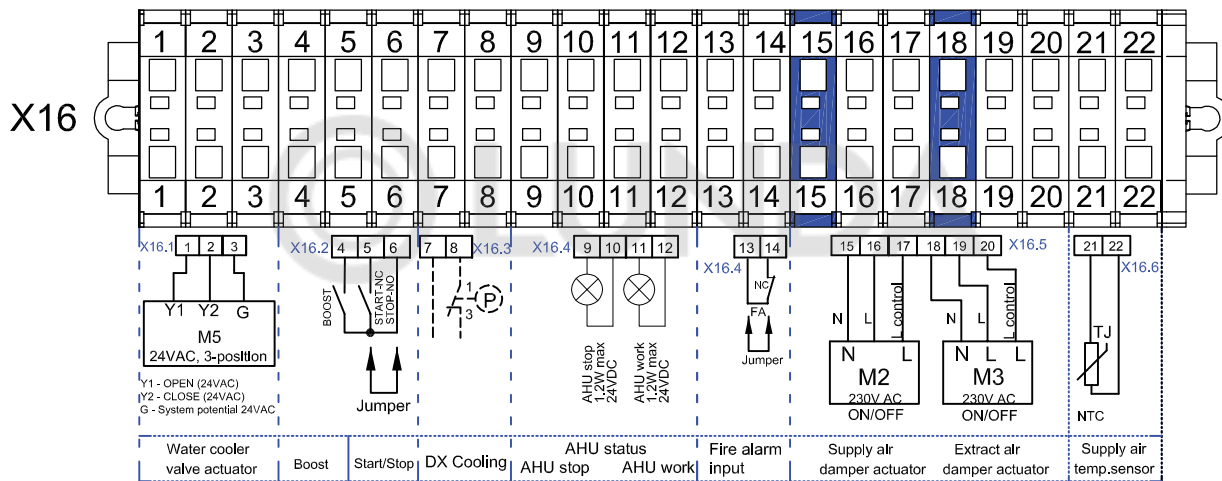 1 2 3 4 5 6 7 8 9 10 11 12 13 14 15 16 17 18 19 20 21 22
X16
LUNDA
1 2 3 4 5 6 7 8 9 10 11 12 13 14 15 16 17 18 19 20 21 22
X16.1 1 2 3
X16.2 4 5 6
7 8 X16.3
X16.4 9 10 11 12
13 14
X16.4
15 16 17 18 19 20 X16.5
21 22
X16.6
Y1 Y2 G
M5
24VAC, 3-position
Y1 - OPEN (24VAC)
Y2 - CLOSE (24VAC)
G - System potential 24VAC
BOOST
START-NC
STOP-NO
Jumper
1
P
3
AHU stop
1.2W max
24VDC
AHU work
1.2W max
24VDC
NC
FA
Jumper
N L L control
N L
M2
230V AC
ON/OFF
N L L control
N L L
M3
230V AC
ON/OFF
TJ
NTC
Water cooler
valve actuator
Boost
Start/Stop
DX Cooling
AHU status
AHU stop AHU work
Fire alarm
input
Supply air
damper actuator
Extract air
damper actuator
Supply air
temp.sensor